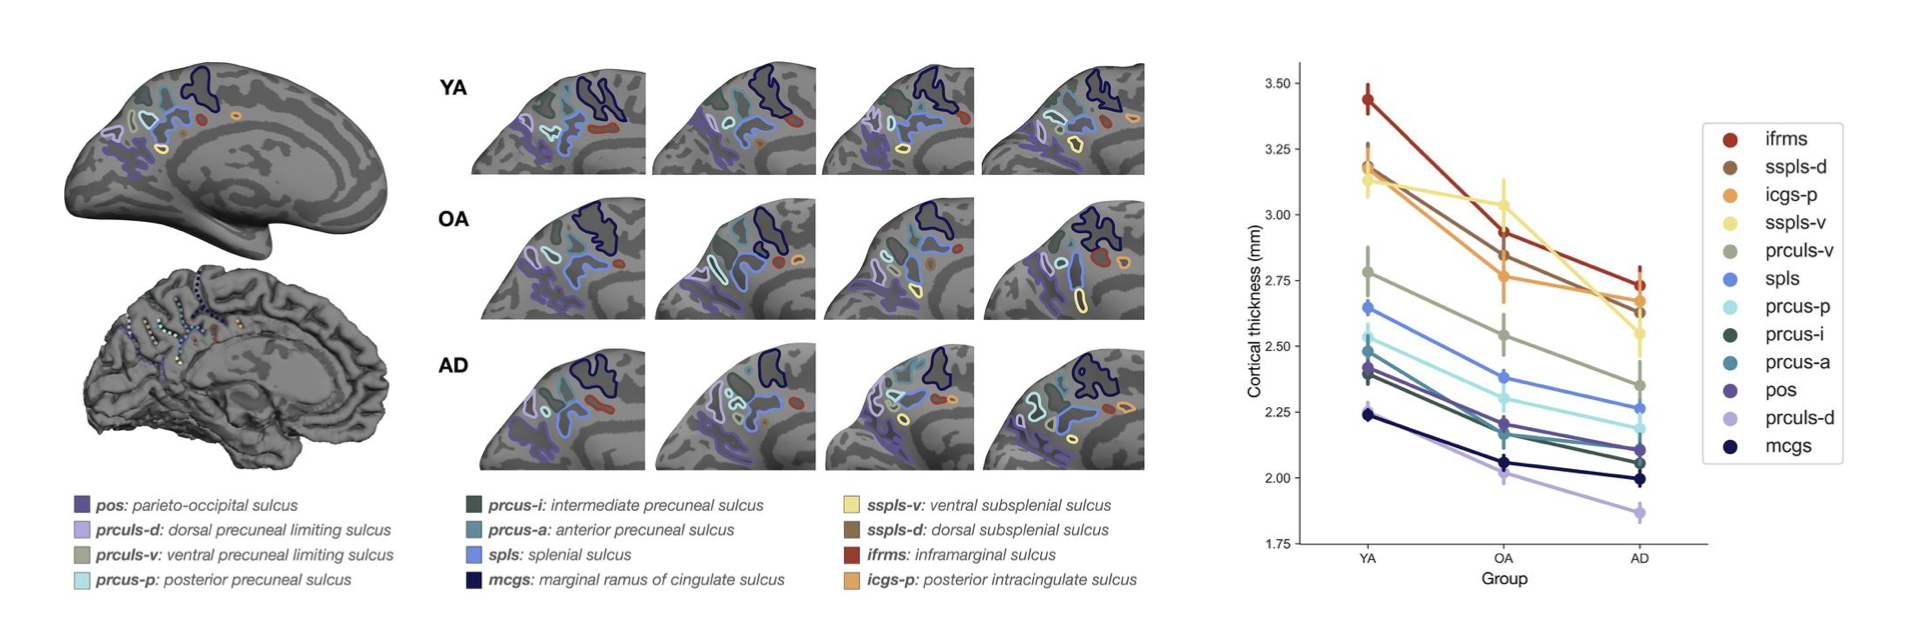 YA
OA
AD
pos: parieto-occipital sulcus
prculs-d: dorsal precuneal limiting sulcus
prculs-v: ventral precuneal limiting sulcus
prcus-p: posterior precuneal sulcus
prcus-i: intermediate precuneal sulcus
prcus-a: anterior precuneal sulcus
spls: splenial sulcus
mcgs: marginal ramus of cingulate sulcus
sspls-v: ventral subsplenial sulcus
sspls-d: dorsal subsplenial sulcus
ifrms: inframarginal sulcus
icgs-p: posterior intracingulate sulcus
Cortical thickness (mm)
3.50
3.25
3.00
2.75
2.50
2.25
2.00
1.75
YA
OA
AD
Group
ifrms
sspls-d
icgs-p
sspls-v
prculs-v
spls
prcus-p
prcus-i
prcus-a
pos
prculs-d
mcgs